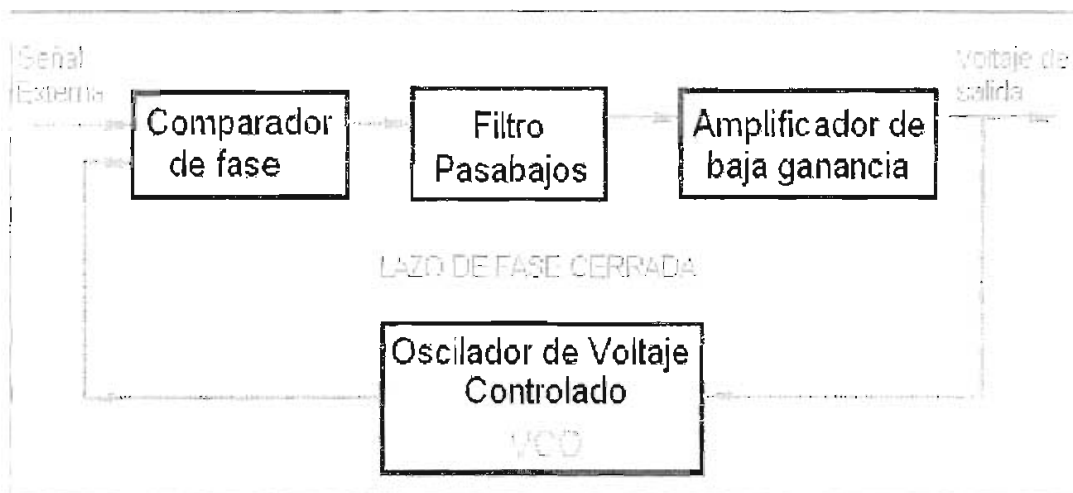 Señal
Externa
Voltaje de
salida
Comparador
de fase
Filtro
Pasabajos
Amplificador de
baja ganancia
LAZO DE FASE CERRADA
Oscilador de Voltaje
Controlado
VCO